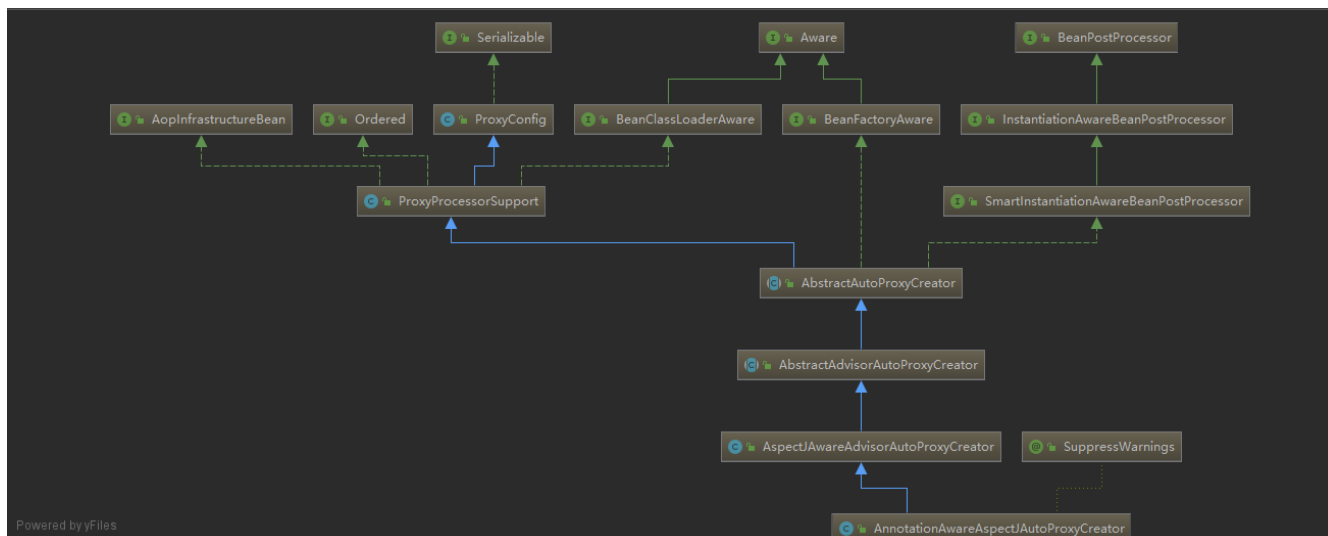 Serializable
Aware
BeanPostProcessor
AopInfrastructureBean
Ordered
ProxyConfig
BeanClassLoaderAware
BeanFactoryAware
InstantiationAwareBeanPostProcessor
ProxyProcessorSupport
SmartInstantiationAwareBeanPostProcessor
AbstractAutoProxyCreator
AbstractAdvisorAutoProxyCreator
AspectJAwareAdvisorAutoProxyCreator
SuppressWarnings
AnnotationAwareAspectJAutoProxyCreator
Powered by yFiles